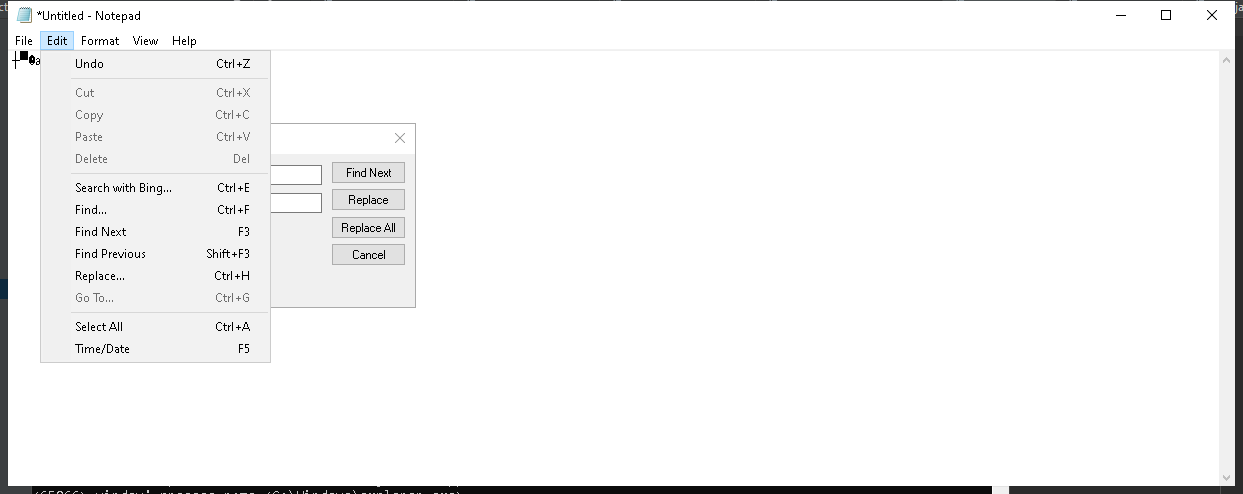 *Untitled - Notepad
File Edit Format View Help
Undo Ctrl+Z
Cut Ctrl+X
Copy Ctrl+C
Paste Ctrl+V
Delete Del
Search with Bing... Ctrl+E
Find... Ctrl+F
Find Next F3
Find Previous Shift+F3
Replace... Ctrl+H
Go To... Ctrl+G
Select All Ctrl+A
Time/Date F5
Find Next
Replace
Replace All
Cancel